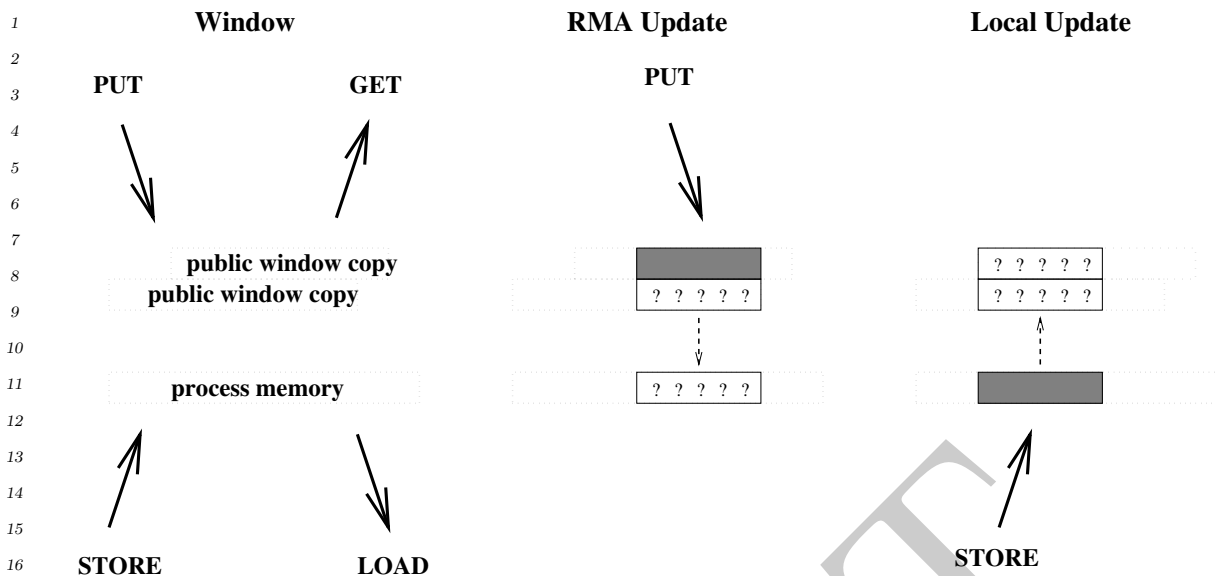 1 Window RMA Update Local Update
2
PUT GET PUT
3
4
5
6
7
public window copy ? ? ? ? ?
8
public window copy ? ? ? ? ? ? ? ? ? ?
9
10
11 process memory ? ? ? ? ?
12
13
14
15
16 STORE LOAD STORE
T